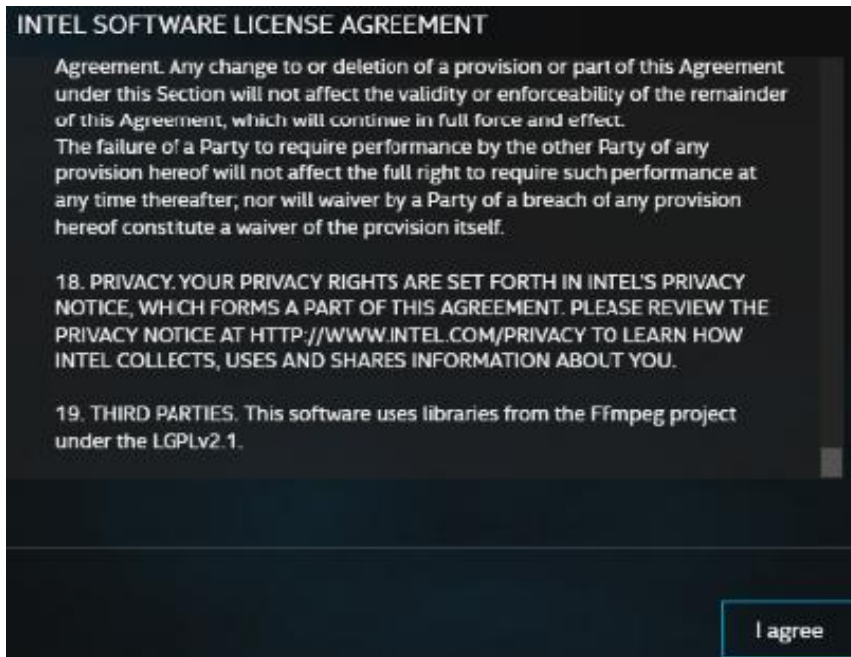 INTEL SOFTWARE LICENSE AGREEMENT
Agreement. Any change to or deletion of a provision or part of this Agreement
under this Section will not affect the validity or enforceability of the remainder
of this Agreement, which will continue in full force and effect.
The failure of a Party to require performance by the other Party of any
provision hereof will not affect the full right to require such performance at
any time thereafter; nor will waiver by a Party of a breach of any provision
hereof constitute a waiver of the provision itself.
18. PRIVACY. YOUR PRIVACY RIGHTS ARE SET FORTH IN INTEL'S PRIVACY
NOTICE, WHICH FORMS A PART OF THIS AGREEMENT. PLEASE REVIEW THE
PRIVACY NOTICE AT HTTP://WWW.INTEL.COM/PRIVACY TO LEARN HOW
INTEL COLLECTS, USES AND SHARES INFORMATION ABOUT YOU.
19. THIRD PARTIES. This software uses libraries from the FFmpeg project
under the LGPLv2.1.
I agree